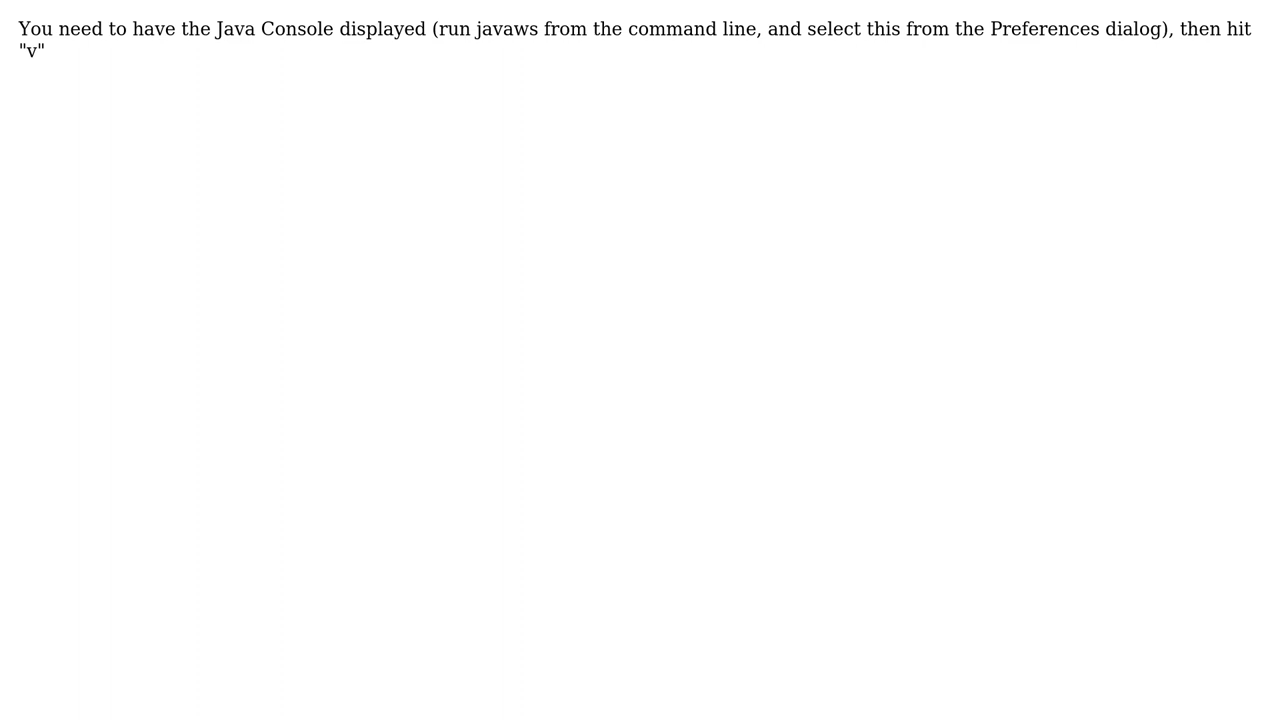 You need to have the Java Console displayed (run javaws from the command line, and select this from the Preferences dialog), then hit
"v"